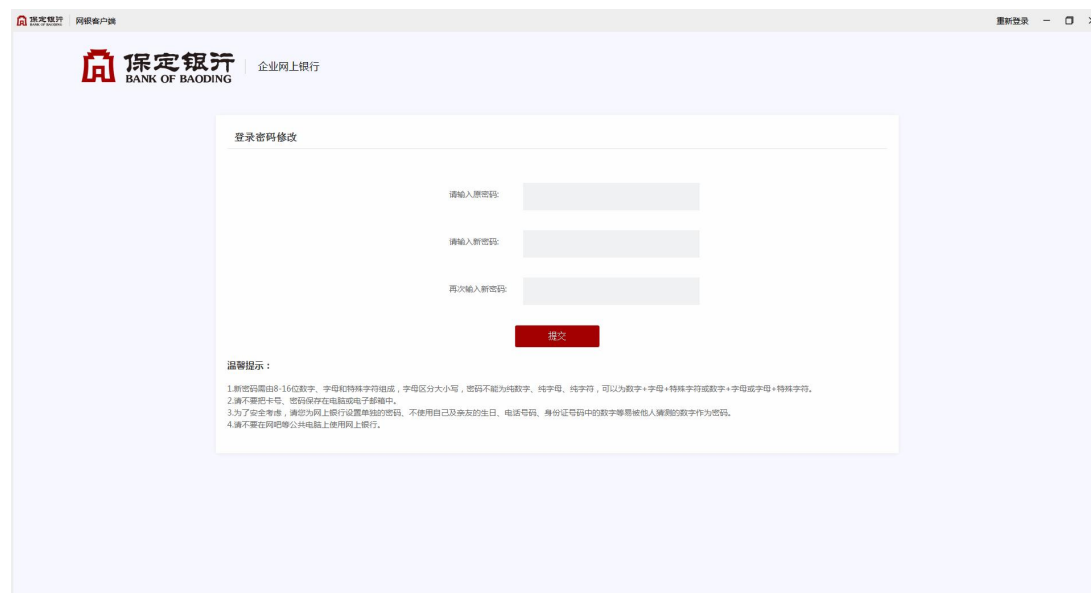 保定银行 BANK OF BAODING 网银客户端 重新登录
保定银行
BANK OF BAODING
企业网上银行
登录密码修改
请输入原密码:
请输入新密码:
再次输入新密码:
提交
温馨提示：
1.新密码需由8-16位数字、字母和特殊字符组成，字母区分大小写，密码不能为纯数字、纯字母、纯字符，可以为数字+字母+特殊字符或数字+字母或字母+特殊字符。
2.请不要把卡号、密码保存在电脑或电子邮箱中。
3.为了安全考虑，请您为网上银行设置单独的密码、不使用自己及亲友的生日、电话号码、身份证号码中的数字等易被他人猜测的数字作为密码。
4.请不要在网吧等公共电脑上使用网上银行。